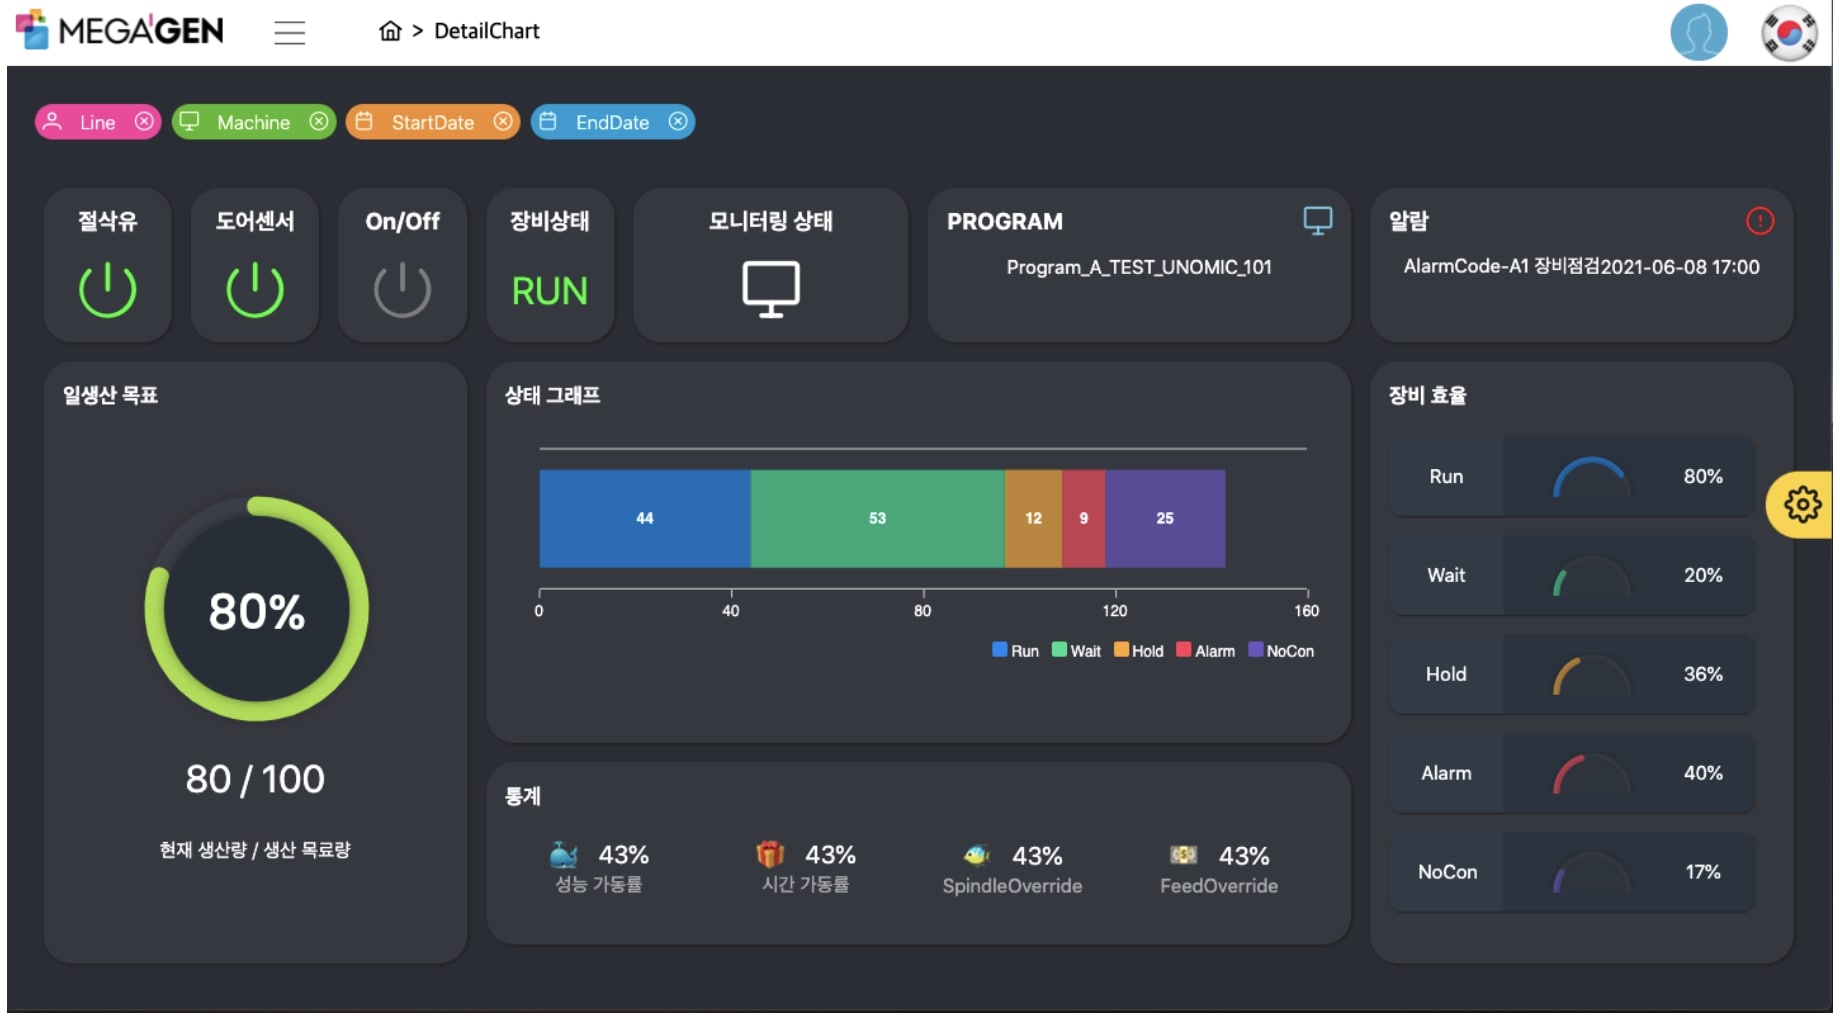 MEGA'GEN
> DetailChart
Line
Machine
StartDate
EndDate
절삭유
도어센서
On/Off
장비상태
RUN
모니터링 상태
PROGRAM
Program_A_TEST_UNOMIC_101
알람
AlarmCode-A1 장비점검2021-06-08 17:00
일생산 목표
80%
80 / 100
현재 생산량 / 생산 목료량
상태 그래프
44 53 12 9 25
0 40 80 120 160
Run Wait Hold Alarm NoCon
통계
43%
성능 가동률
43%
시간 가동률
43%
SpindleOverride
43%
FeedOverride
장비 효율
Run 80%
Wait 20%
Hold 36%
Alarm 40%
NoCon 17%